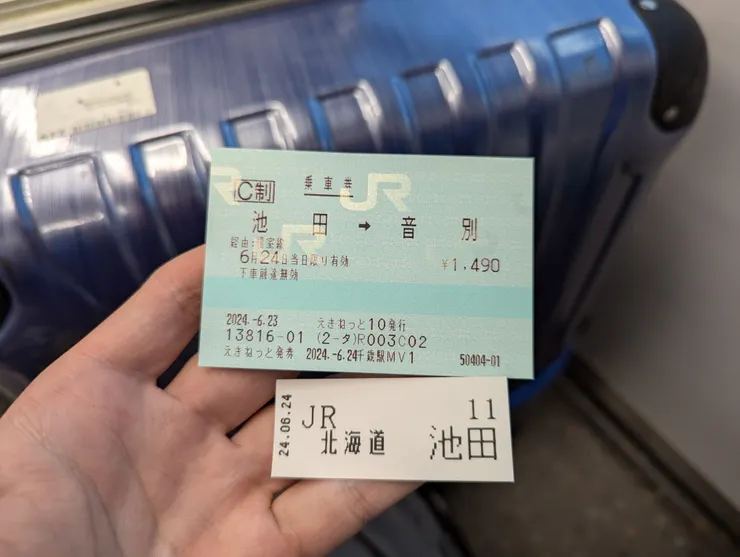 C制 乗車券
池田 → 音別
経由:根室線
6月24日当日限り有効 ¥1,490
下車前途無効
2024.-6.23 えきねっと10発行
13816-01 (2-タ)R003C02
えきねっと発券 2024.-6.24千歳駅MV1 50404-01
24.06.24
JR 11
北海道 池田